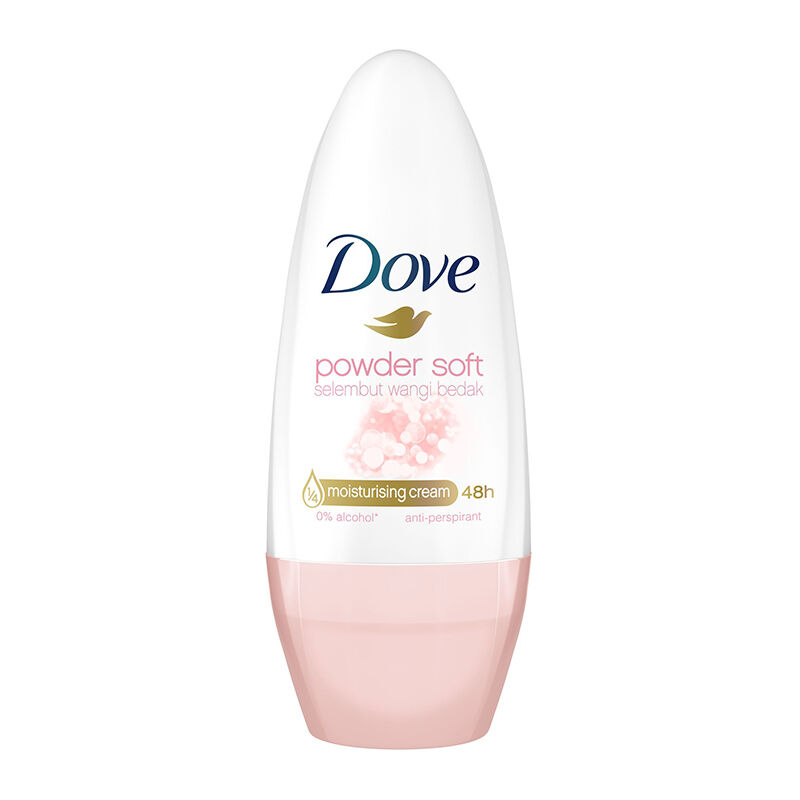 Dove
powder soft
selembut wangi bedak
1/4 moisturising cream 48h
0% alcohol* anti-perspirant